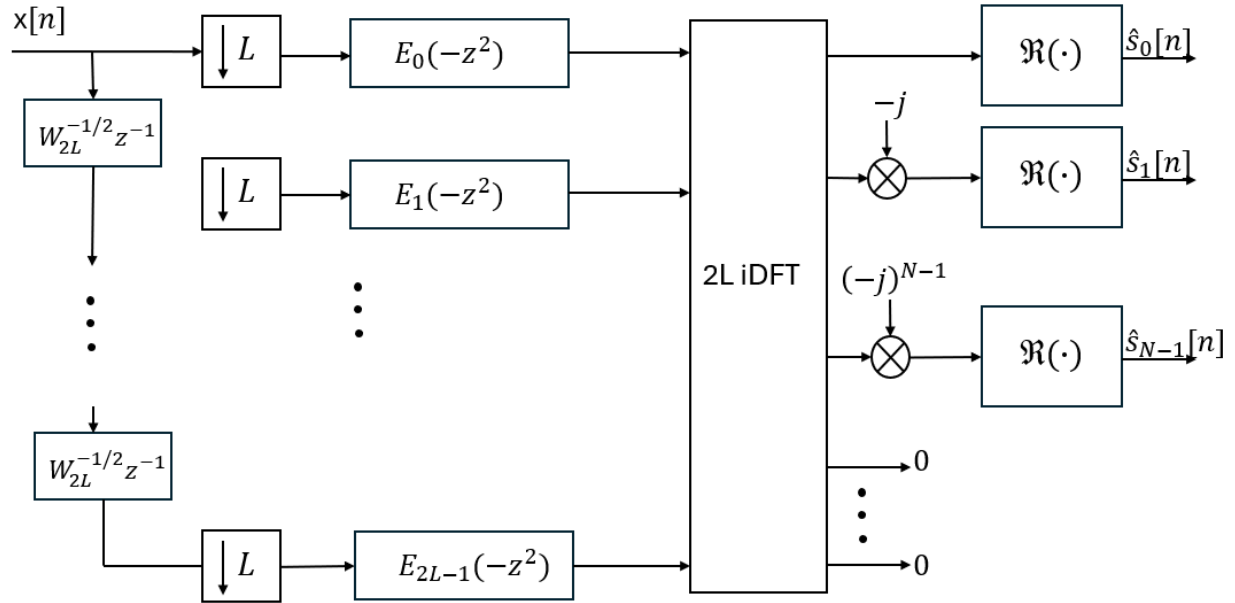 x[n]
L
E_0(-z^2)
ℜ(·)
ŝ_0[n]
W_{2L}^{-1/2}z^{-1}
-j
L
E_1(-z^2)
ℜ(·)
ŝ_1[n]
2L iDFT
(-j)^{N-1}
ℜ(·)
ŝ_{N-1}[n]
W_{2L}^{-1/2}z^{-1}
0
L
E_{2L-1}(-z^2)
0